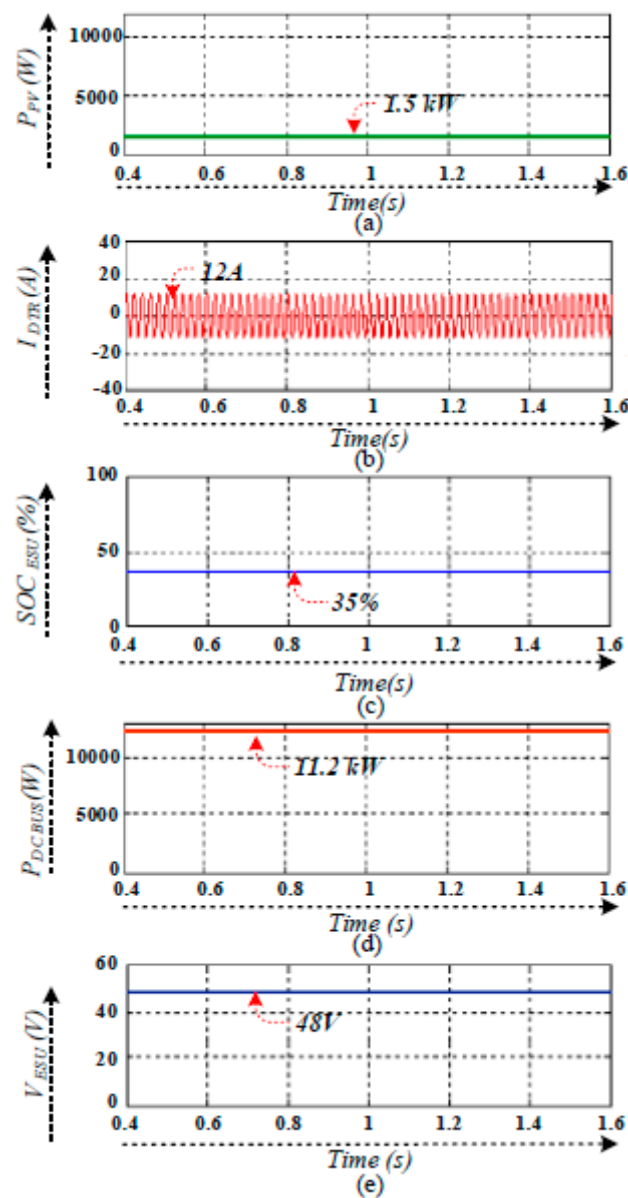 P_PV (W)
10000
5000
0
1.5 kW
0.4 0.6 0.8 1 1.2 1.4 1.6
Time(s)
(a)
I_DTR (A)
40
20
0
-20
-40
12A
0.4 0.6 0.8 1 1.2 1.4 1.6
Time(s)
(b)
SOC_ESU (%)
100
50
0
35%
0.4 0.6 0.8 1 1.2 1.4 1.6
Time(s)
(c)
P_DC BUS (W)
10000
5000
0
11.2 kW
0.4 0.6 0.8 1 1.2 1.4 1.6
Time (s)
(d)
V_ESU (V)
60
40
20
0
48V
0.4 0.6 0.8 1 1.2 1.4 1.6
Time (s)
(e)